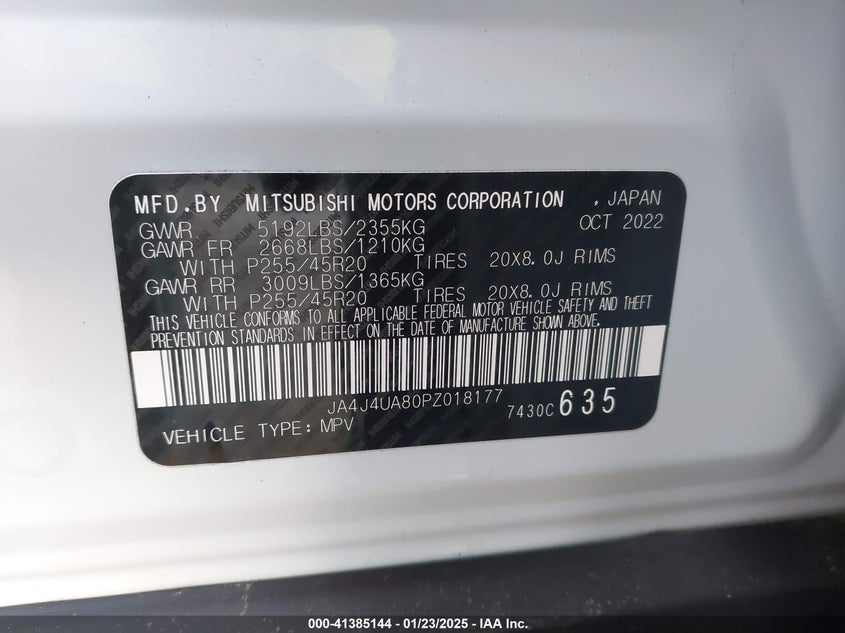 MFD. BY MITSUBISHI MOTORS CORPORATION , JAPAN
GVWR 5192LBS/2355KG OCT 2022
GAWR FR 2668LBS/1210KG
WITH P255/45R20 TIRES 20X8.0J RIMS
GAWR RR 3009LBS/1365KG
WITH P255/45R20 TIRES 20X8.0J RIMS
THIS VEHICLE CONFORMS TO ALL APPLICABLE FEDERAL MOTOR VEHICLE SAFETY AND THEFT
PREVENTION STANDARDS IN EFFECT ON THE DATE OF MANUFACTURE SHOWN ABOVE.
JA4J4UA80PZ018177
VEHICLE TYPE: MPV 7430C 635
000-41385144 - 01/23/2025 - IAA Inc.